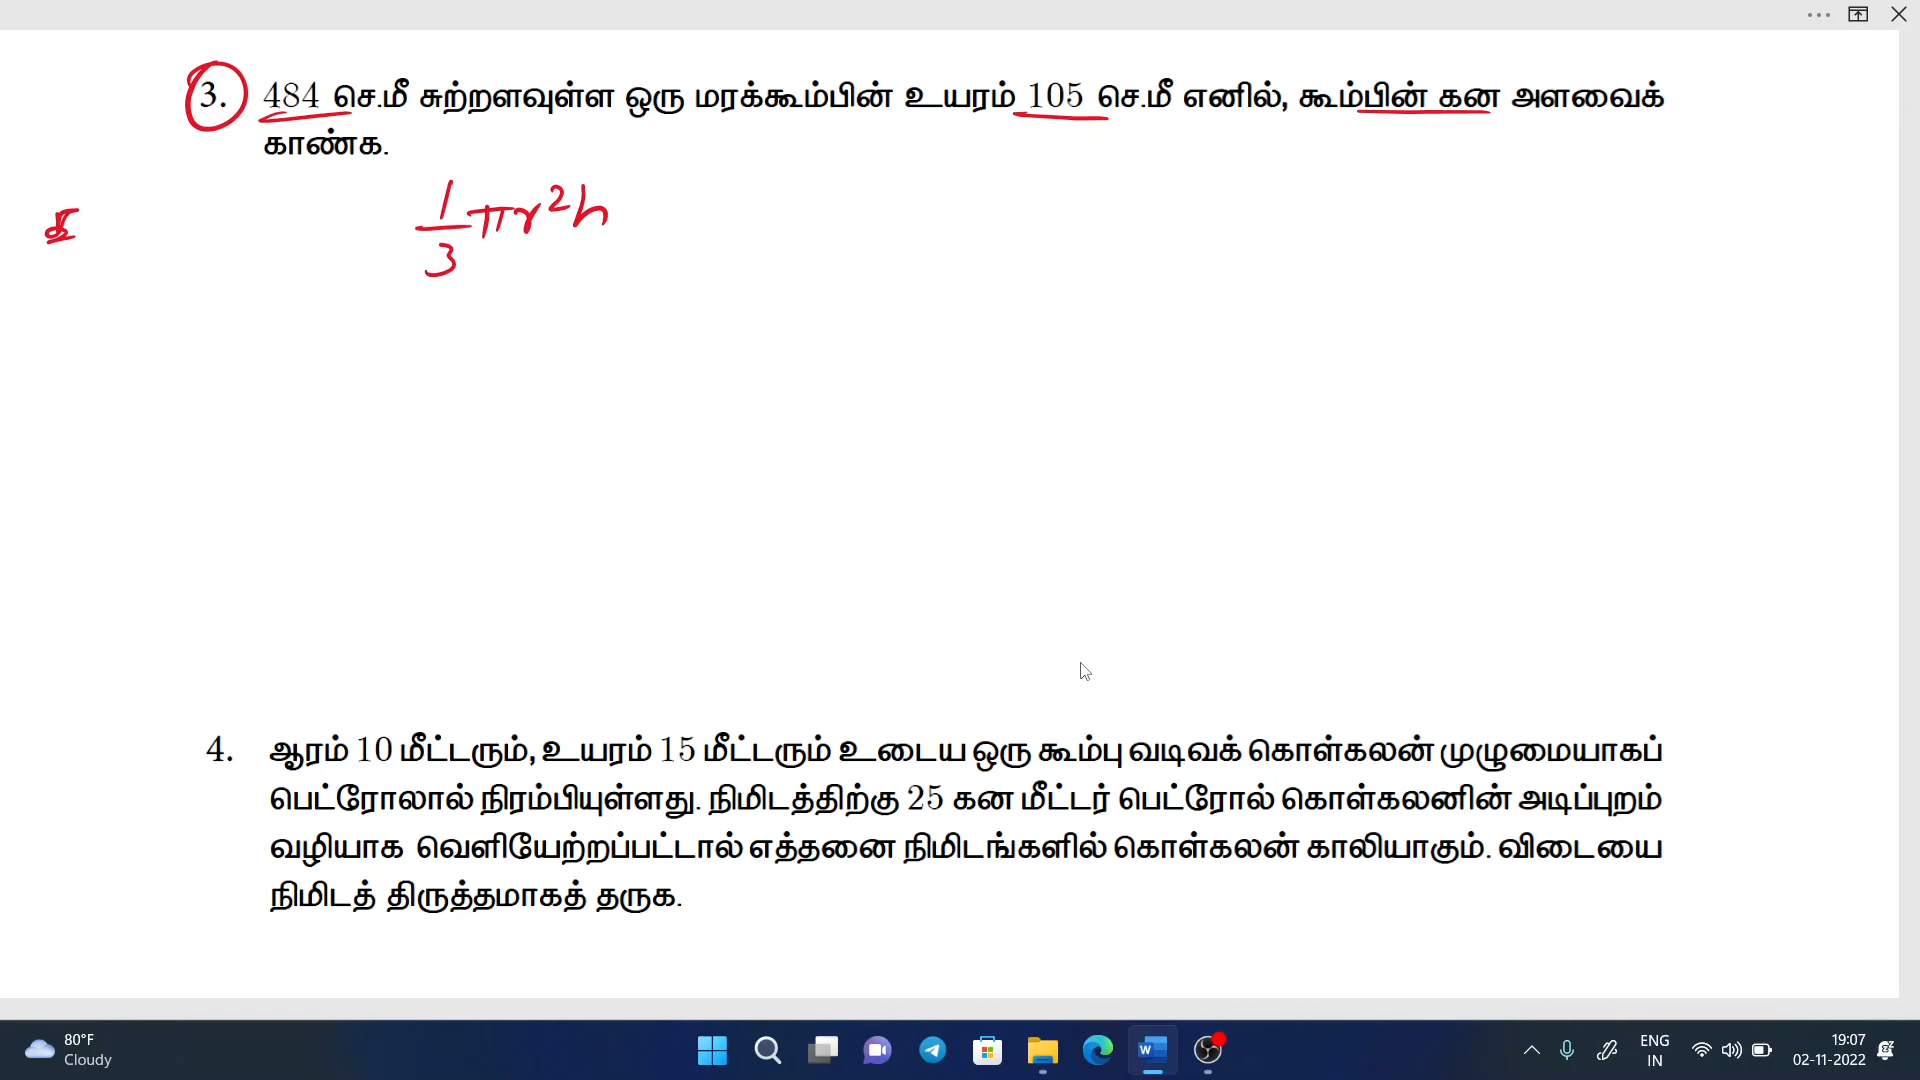 3. 484 செ.மீ சுற்றளவுள்ள ஒரு மரக்கூம்பின் உயரம் 105 செ.மீ எனில், கூம்பின் கன அளவைக்
காண்க.
1/3 πr²h
4. ஆரம் 10 மீட்டரும், உயரம் 15 மீட்டரும் உடைய ஒரு கூம்பு வடிவக் கொள்கலன் முழுமையாகப்
பெட்ரோலால் நிரம்பியுள்ளது. நிமிடத்திற்கு 25 கன மீட்டர் பெட்ரோல் கொள்கலனின் அடிப்புறம்
வழியாக வெளியேற்றப்பட்டால் எத்தனை நிமிடங்களில் கொள்கலன் காலியாகும். விடையை
நிமிடத் திருத்தமாகத் தருக.
80°F
Cloudy
ENG
IN
19:07
02-11-2022